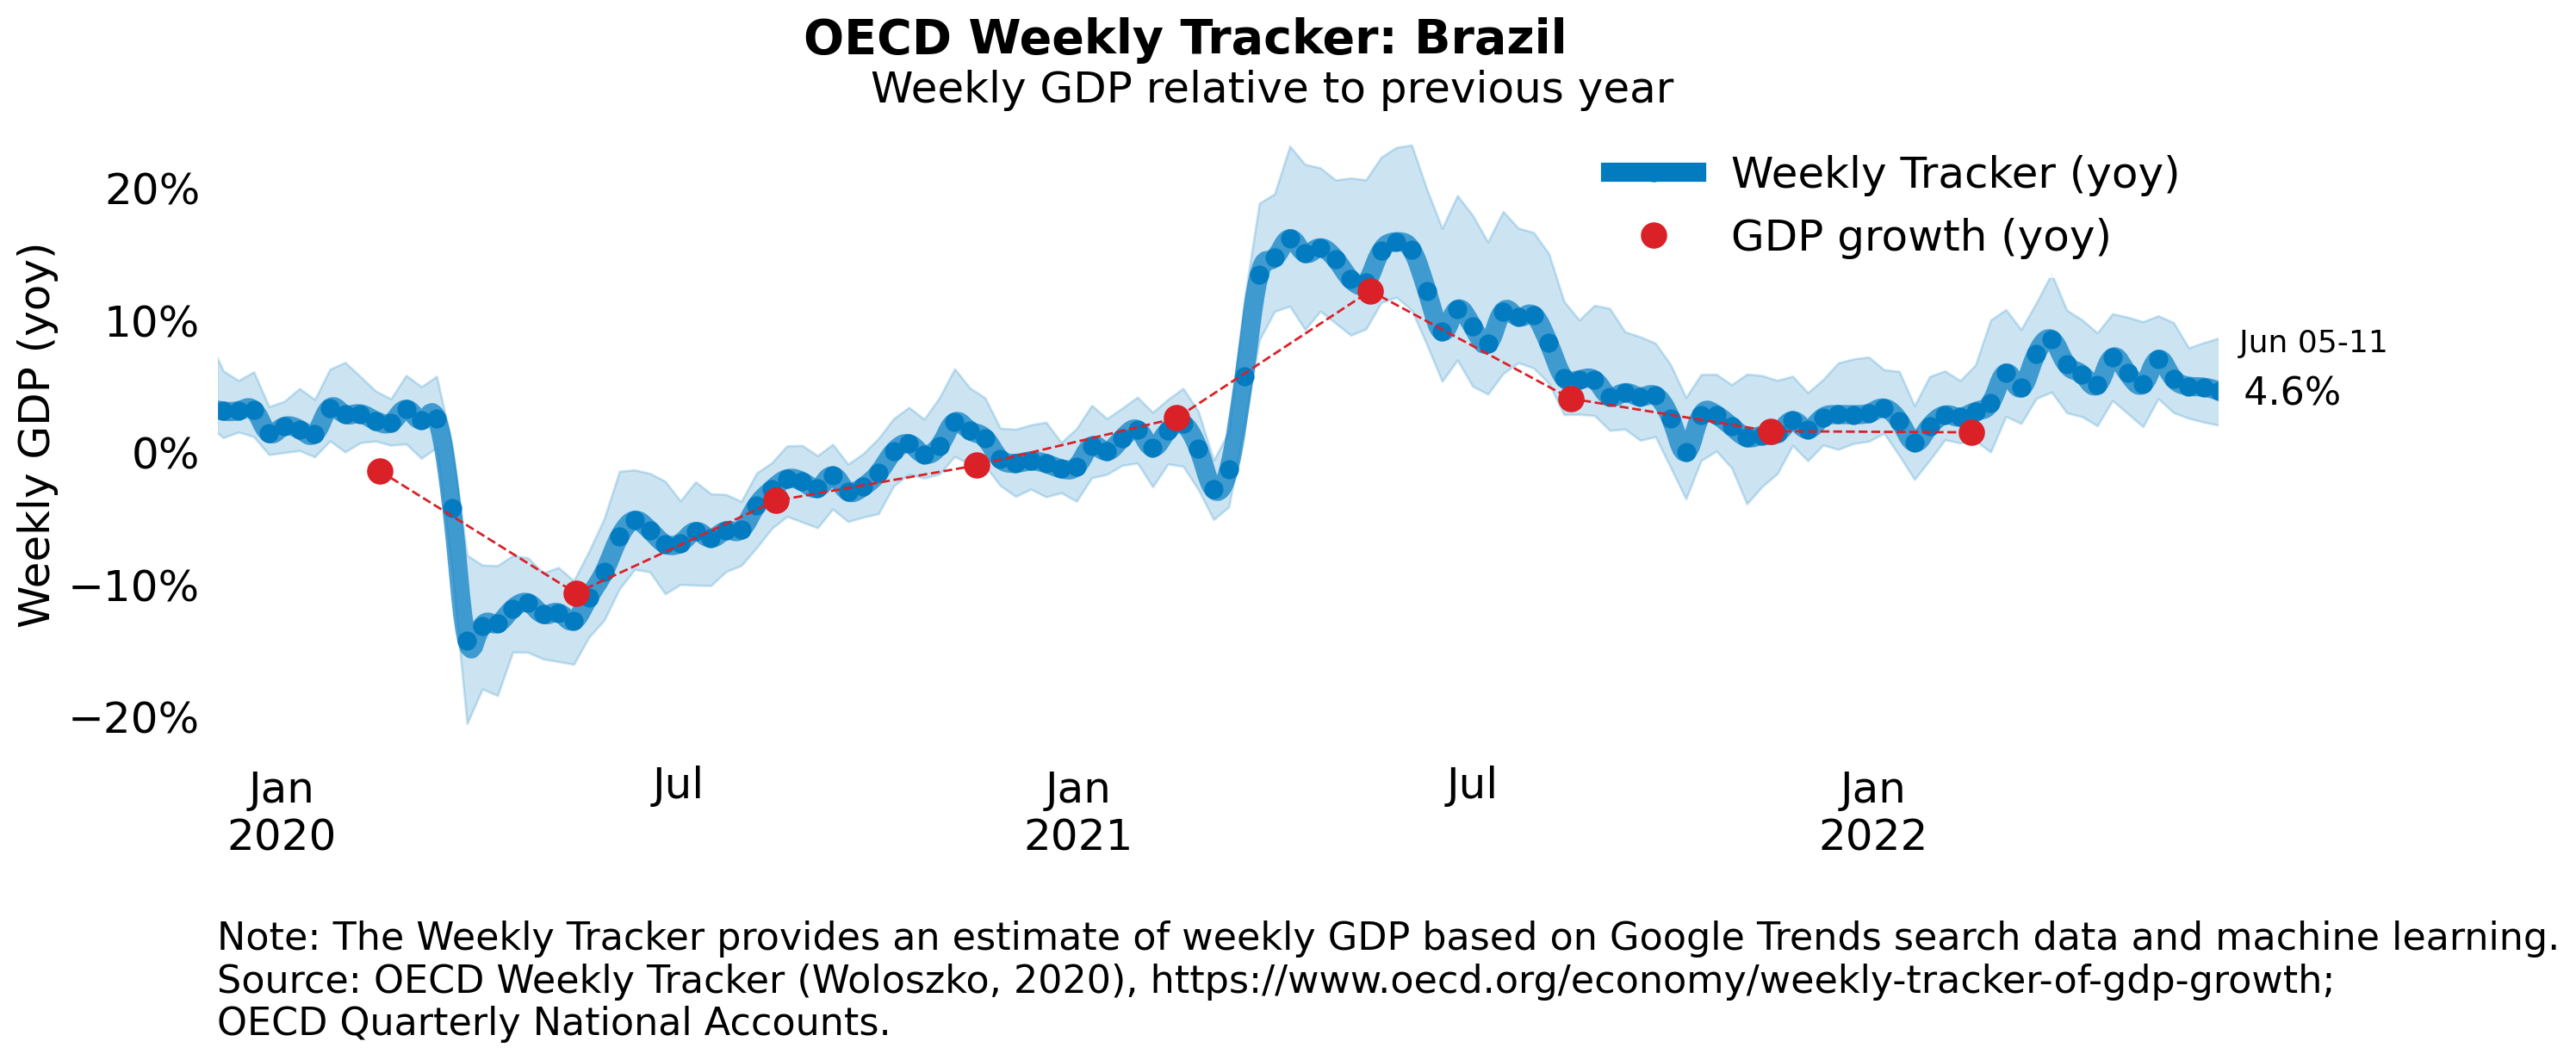 OECD Weekly Tracker: Brazil
Weekly GDP relative to previous year
Weekly Tracker (yoy)
GDP growth (yoy)
Weekly GDP (yoy)
20%
10%
0%
−10%
−20%
Jun 05-11
4.6%
Jan
2020
Jul
Jan
2021
Jul
Jan
2022
Note: The Weekly Tracker provides an estimate of weekly GDP based on Google Trends search data and machine learning.
Source: OECD Weekly Tracker (Woloszko, 2020), https://www.oecd.org/economy/weekly-tracker-of-gdp-growth;
OECD Quarterly National Accounts.